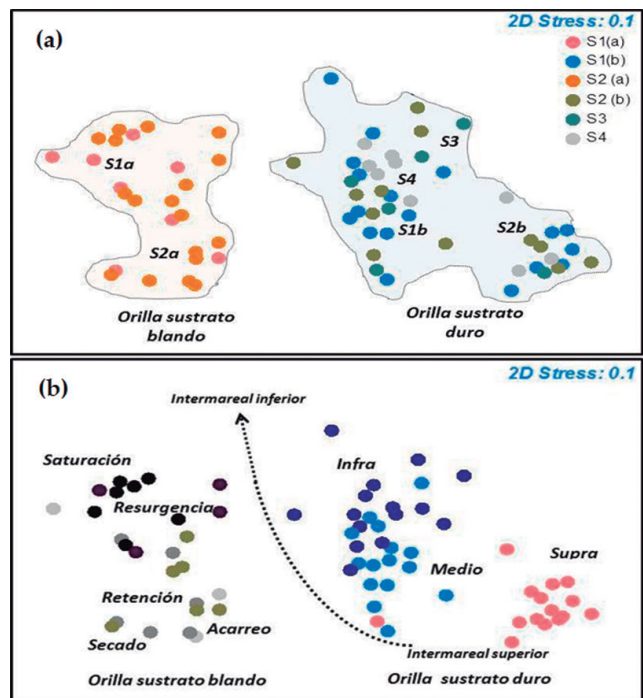 (a)
2D Stress: 0.1
S1(a)
S1(b)
S2 (a)
S2 (b)
S3
S4
S1a
S2a
S3
S4
S1b
S2b
Orilla sustrato
blando
Orilla sustrato
duro
(b)
2D Stress: 0.1
Intermareal inferior
Saturación
Resurgencia
Retención
Secado
Acarreo
Infra
Medio
Supra
Intermareal superior
Orilla sustrato blando
Orilla sustrato duro